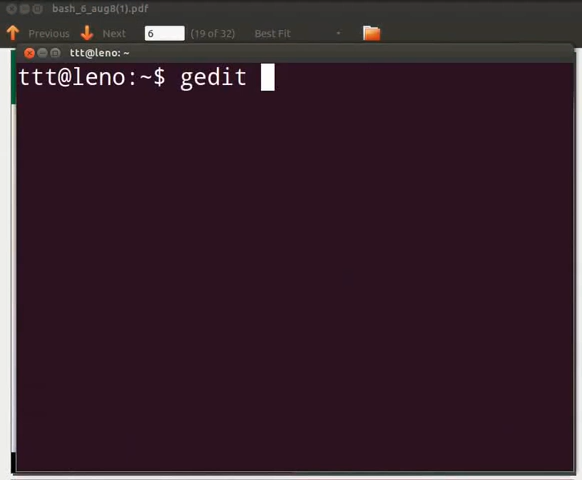 bash_6_aug8(1).pdf
Previous Next 6 (19 of 32) Best Fit
ttt@leno: ~
ttt@leno:~$ gedit